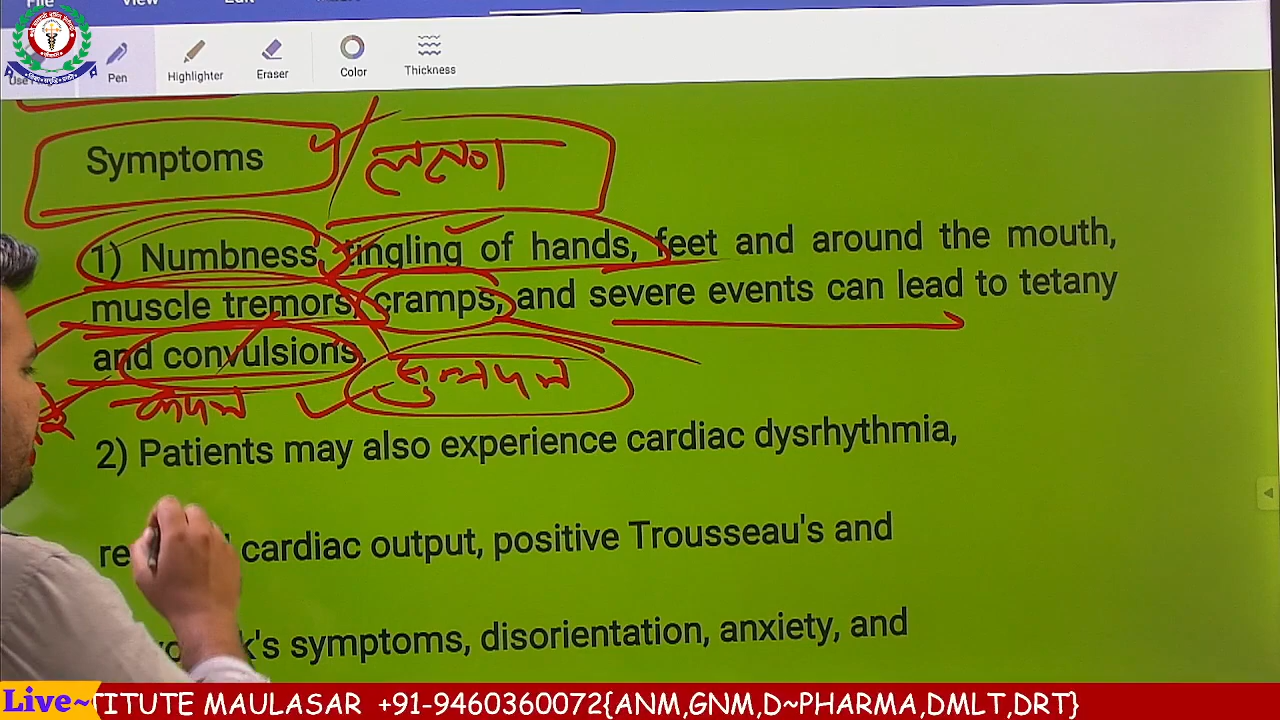 File View Edit
Pen Highlighter Eraser Color Thickness
Symptoms / लक्षण
1) Numbness, tingling of hands, feet and around the mouth,
muscle tremors, cramps, and severe events can lead to tetany
and convulsions.
सुन्नपन
कंपन
2) Patients may also experience cardiac dysrhythmia,
cardiac output, positive Trousseau's and
symptoms, disorientation, anxiety, and
Live~ TITUTE MAULASAR +91-9460360072{ANM,GNM,D~PHARMA,DMLT,DRT}